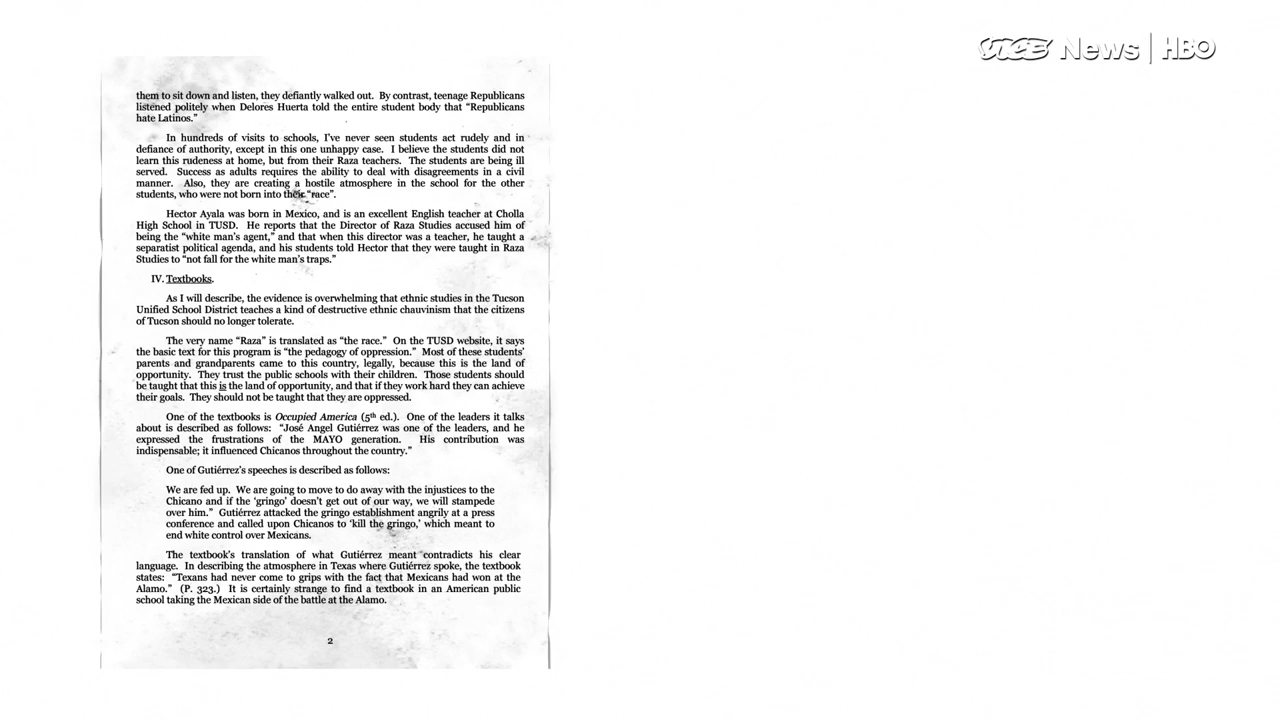 VICE News | HBO
them to sit down and listen, they defiantly walked out. By contrast, teenage Republicans
listened politely when Delores Huerta told the entire student body that “Republicans
hate Latinos.”
In hundreds of visits to schools, I’ve never seen students act rudely and in
defiance of authority, except in this one unhappy case. I believe the students did not
learn this rudeness at home, but from their Raza teachers. The students are being ill
served. Success as adults requires the ability to deal with disagreements in a civil
manner. Also, they are creating a hostile atmosphere in the school for the other
students, who were not born into their “race”.
Hector Ayala was born in Mexico, and is an excellent English teacher at Cholla
High School in TUSD. He reports that the Director of Raza Studies accused him of
being the “white man’s agent,” and that when this director was a teacher, he taught a
separatist political agenda, and his students told Hector that they were taught in Raza
Studies to “not fall for the white man’s traps.”
IV. Textbooks.
As I will describe, the evidence is overwhelming that ethnic studies in the Tucson
Unified School District teaches a kind of destructive ethnic chauvinism that the citizens
of Tucson should no longer tolerate.
The very name “Raza” is translated as “the race.” On the TUSD website, it says
the basic text for this program is “the pedagogy of oppression.” Most of these students’
parents and grandparents came to this country, legally, because this is the land of
opportunity. They trust the public schools with their children. Those students should
be taught that this is the land of opportunity, and that if they work hard they can achieve
their goals. They should not be taught that they are oppressed.
One of the textbooks is Occupied America (5th ed.). One of the leaders it talks
about is described as follows: “José Angel Gutiérrez was one of the leaders, and he
expressed the frustrations of the MAYO generation. His contribution was
indispensable; it influenced Chicanos throughout the country.”
One of Gutiérrez’s speeches is described as follows:
We are fed up. We are going to move to do away with the injustices to the
Chicano and if the ‘gringo’ doesn’t get out of our way, we will stampede
over him.” Gutiérrez attacked the gringo establishment angrily at a press
conference and called upon Chicanos to ‘kill the gringo,’ which meant to
end white control over Mexicans.
The textbook’s translation of what Gutiérrez meant contradicts his clear
language. In describing the atmosphere in Texas where Gutiérrez spoke, the textbook
states: “Texans had never come to grips with the fact that Mexicans had won at the
Alamo.” (P. 323.) It is certainly strange to find a textbook in an American public
school taking the Mexican side of the battle at the Alamo.
2